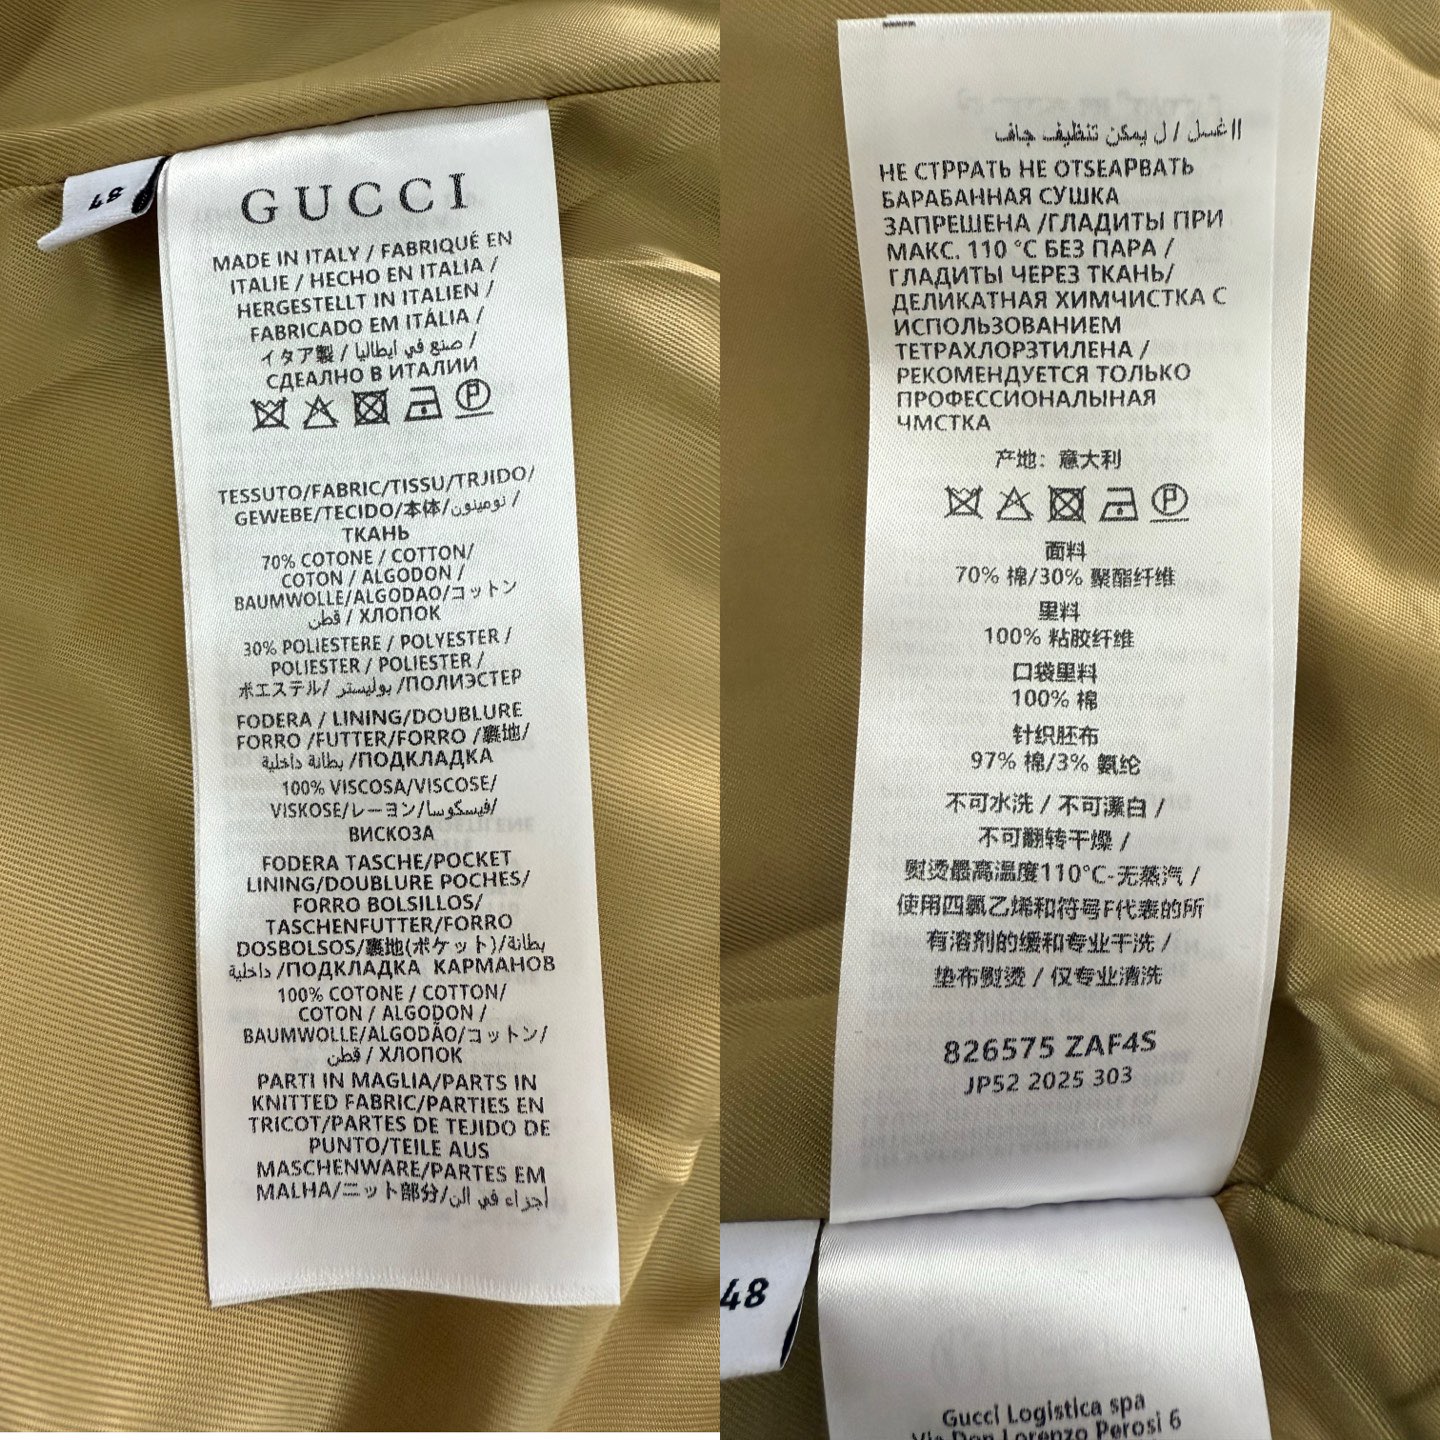 48
GUCCI
MADE IN ITALY / FABRIQUÉ EN
ITALIE / HECHO EN ITALIA /
HERGESTELLT IN ITALIEN /
FABRICADO EM ITÁLIA /
イタア製 / صنع في ايطاليا /
СДЕАЛНО В ИТАЛИИ
P
TESSUTO/FABRIC/TISSU/TRJIDO/
GEWEBE/TECIDO/本体/نومينون /
ТКАНЬ
70% COTONE / COTTON/
COTON / ALGODON /
BAUMWOLLE/ALGODAO/コットン
قطن / ХЛОПОК
30% POLIESTERE / POLYESTER /
POLIESTER / POLIESTER /
ポエステル/ بوليستر /ПОЛИЭСТЕР
FODERA / LINING/DOUBLURE
FORRO /FUTTER/FORRO /裏地/
بطانة داخلية /ПОДКЛАДКА
100% VISCOSA/VISCOSE/
VISKOSE/レーヨン/فيسكوسا/
ВИСКОЗА
FODERA TASCHE/POCKET
LINING/DOUBLURE POCHES/
FORRO BOLSILLOS/
TASCHENFUTTER/FORRO
DOSBOLSOS/裏地(ポケット)/بطانة
داخلية /ПОДКЛАДКА КАРМАНОВ
100% COTONE / COTTON/
COTON / ALGODON /
BAUMWOLLE/ALGODÃO/コットン/
قطن / ХЛОПОК
PARTI IN MAGLIA/PARTS IN
KNITTED FABRIC/PARTIES EN
TRICOT/PARTES DE TEJIDO DE
PUNTO/TEILE AUS
MASCHENWARE/PARTES EM
MALHA/ニット部分/أجزاء في الن
اا غسل / ل يمكن تنظيف جاف
НЕ СТРРАТЬ НЕ OTSEАРВАТЬ
БАРАБАННАЯ СУШКА
ЗАПРЕШЕНА /ГЛАДИТЫ ПРИ
МАКС. 110 °C БЕЗ ПАРА /
ГЛАДИТЫ ЧЕРЕЗ ТКАНЬ/
ДЕЛИКАТНАЯ ХИМЧИСТКА С
ИСПОЛЬЗОВАНИЕМ
ТЕТРАХЛОРЗТИЛЕНА /
РЕКОМЕНДУЕТСЯ ТОЛЬКО
ПРОФЕССИОНАЛЫНАЯ
ЧМСТКА
产地：意大利
P
面料
70% 棉/30% 聚酯纤维
里料
100% 粘胶纤维
口袋里料
100% 棉
针织胚布
97% 棉/3% 氨纶
不可水洗 / 不可漂白 /
不可翻转干燥 /
熨烫最高温度110°C-无蒸汽 /
使用四氯乙烯和符号F代表的所
有溶剂的缓和专业干洗 /
垫布熨烫 / 仅专业清洗
826575 ZAF4S
JP52 2025 303
48
Gucci Logistica spa
Via Don Lorenzo Perosi 6